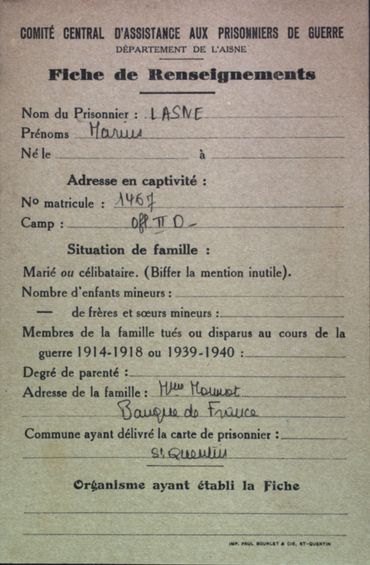 COMITÉ CENTRAL D'ASSISTANCE AUX PRISONNIERS DE GUERRE
DÉPARTEMENT DE L'AISNE
Fiche de Renseignements
Nom du Prisonnier : LASNE
Prénoms Marius
Né le à
Adresse en captivité :
No matricule : 1467
Camp : Off II D -
Situation de famille :
Marié ou célibataire. (Biffer la mention inutile).
Nombre d'enfants mineurs :
— de frères et sœurs mineurs :
Membres de la famille tués ou disparus au cours de la
guerre 1914-1918 ou 1939-1940 :
Degré de parenté :
Adresse de la famille : Mme
Banque de France
Commune ayant délivré la carte de prisonnier :
St Quentin
Organisme ayant établi la Fiche
IMP. PAUL BOURLET & CIE, ST-QUENTIN